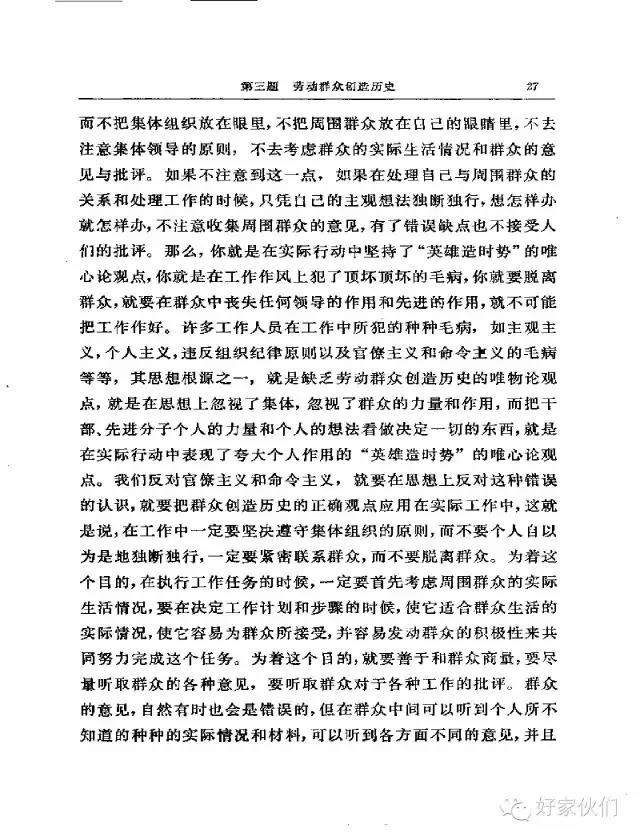 第三题 劳动群众创造历史 27
而不把集体组织放在眼里，不把周围群众放在自己的眼睛里，不去
注意集体领导的原则，不去考虑群众的实际生活情况和群众的意
见与批评。如果不注意到这一点，如果在处理自己与周围群众的
关系和处理工作的时候，只凭自己的主观想法独断独行，想怎样办
就怎样办，不注意收集周围群众的意见，有了错误缺点也不接受人
们的批评。那么，你就是在实际行动中坚持了“英雄造时势”的唯
心论观点，你就是在工作作风上犯了顶坏顶坏的毛病，你就要脱离
群众，就要在群众中丧失任何领导的作用和先进的作用，就不可能
把工作作好。许多工作人员在工作中所犯的种种毛病，如主观主
义，个人主义，违反组织纪律原则以及官僚主义和命令主义的毛病
等等，其思想根源之一，就是缺乏劳动群众创造历史的唯物论观
点，就是在思想上忽视了集体，忽视了群众的力量和作用，而把干
部、先进分子个人的力量和个人的想法看做决定一切的东西，就是
在实际行动中表现了夸大个人作用的“英雄造时势”的唯心论观
点。我们反对官僚主义和命令主义，就要在思想上反对这种错误
的认识，就要把群众创造历史的正确观点应用在实际工作中，这就
是说，在工作中一定要坚决遵守集体组织的原则，而不要个人自以
为是地独断独行，一定要紧密联系群众，而不要脱离群众。为着这
个目的，在执行工作任务的时候，一定要首先考虑周围群众的实际
生活情况，要在决定工作计划和步骤的时候，使它适合群众生活的
实际情况，使它容易为群众所接受，并容易发动群众的积极性来共
同努力完成这个任务。为着这个目的，就要善于和群众商量，要尽
量听取群众的各种意见，要听取群众对于各种工作的批评。群众
的意见，自然有时也会是错误的，但在群众中间可以听到个人所不
知道的种种的实际情况和材料，可以听到各方面不同的意见，并且
好家伙们